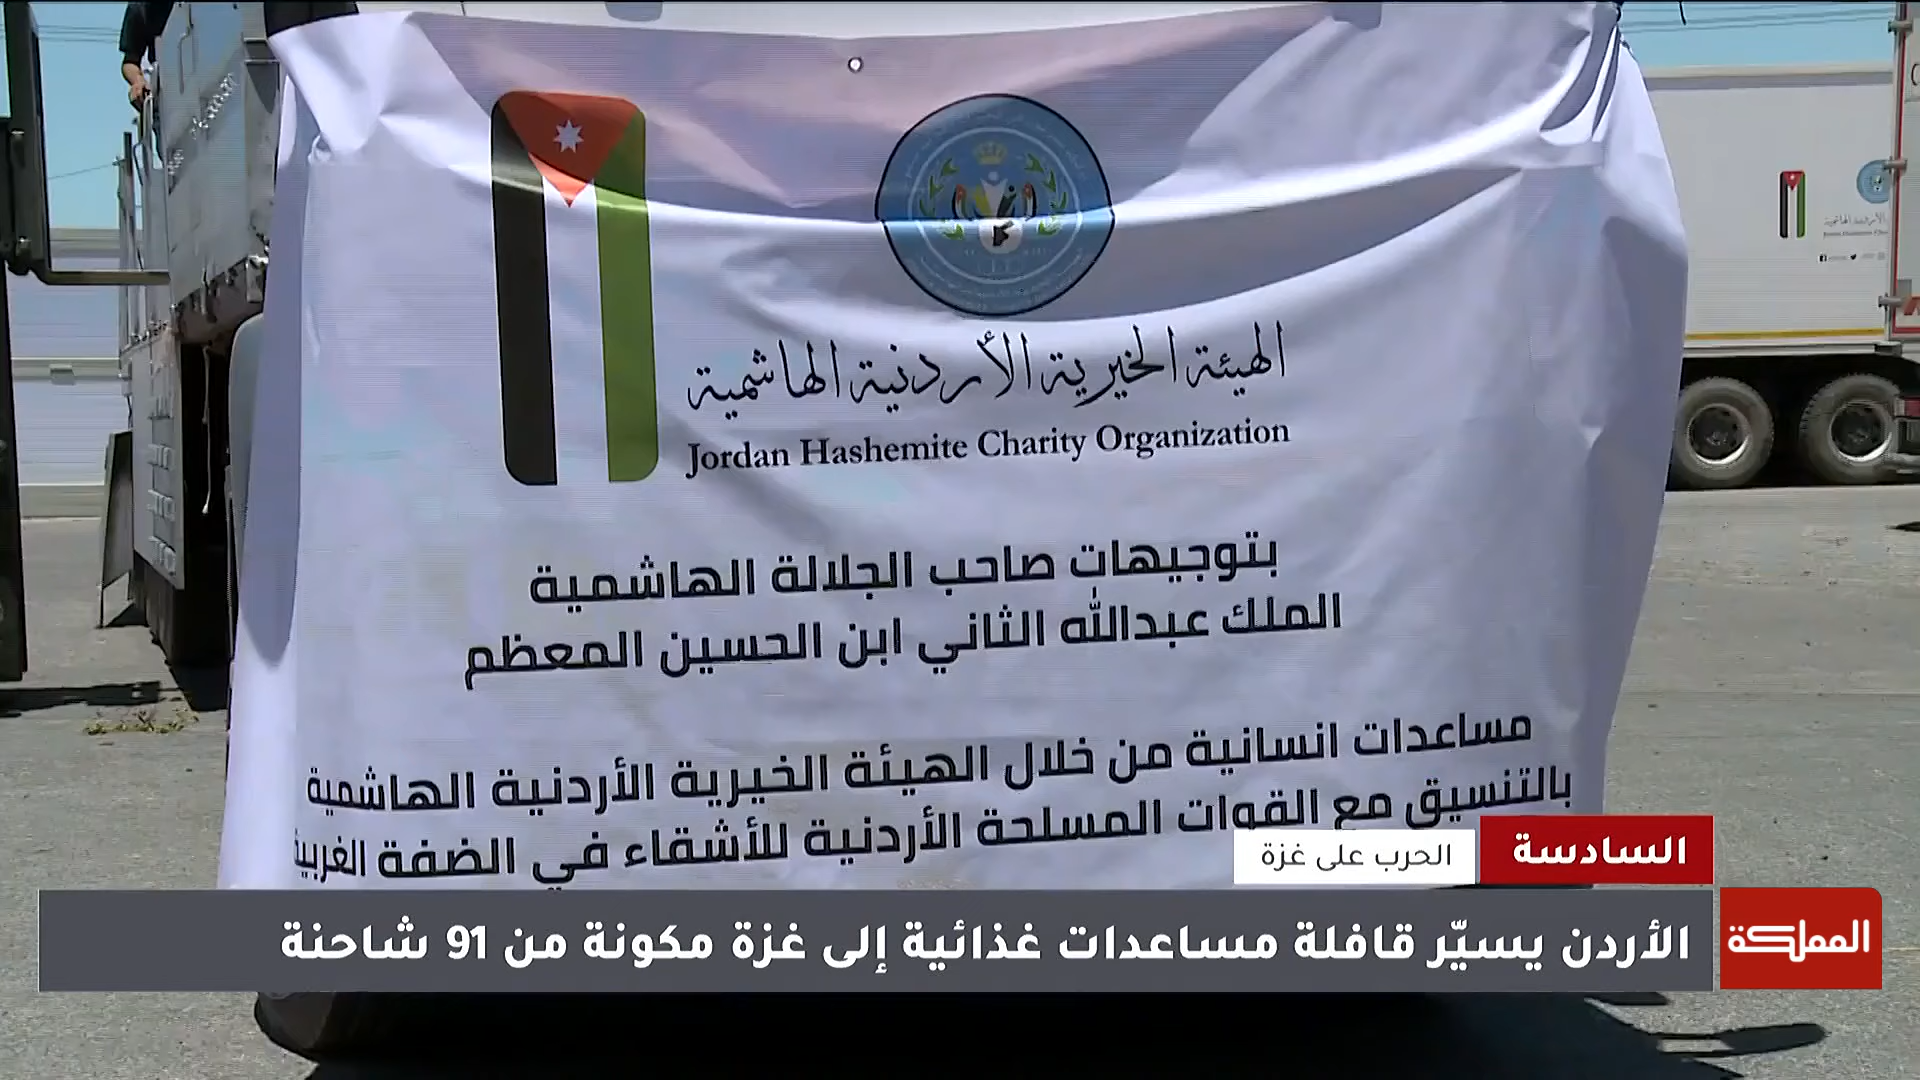 الهيئة الخيرية الأردنية الهاشمية
Jordan Hashemite Charity Organization
بتوجيهات صاحب الجلالة الهاشمية
الملك عبدالله الثاني ابن الحسين المعظم
مساعدات انسانية من خلال الهيئة الخيرية الأردنية الهاشمية
بالتنسيق مع القوات المسلحة الأردنية للأشقاء في الضفة الغربية
السادسة
الحرب على غزة
الأردن يسيّر قافلة مساعدات غذائية إلى غزة مكونة من 91 شاحنة
المملكة